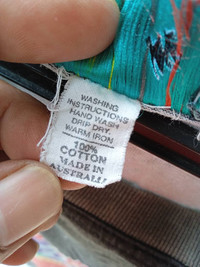 WASHING
INSTRUCTIONS
HAND WASH
DRIP DRY
WARM IRON
100%
COTTON
MADE IN
AUSTRALIA